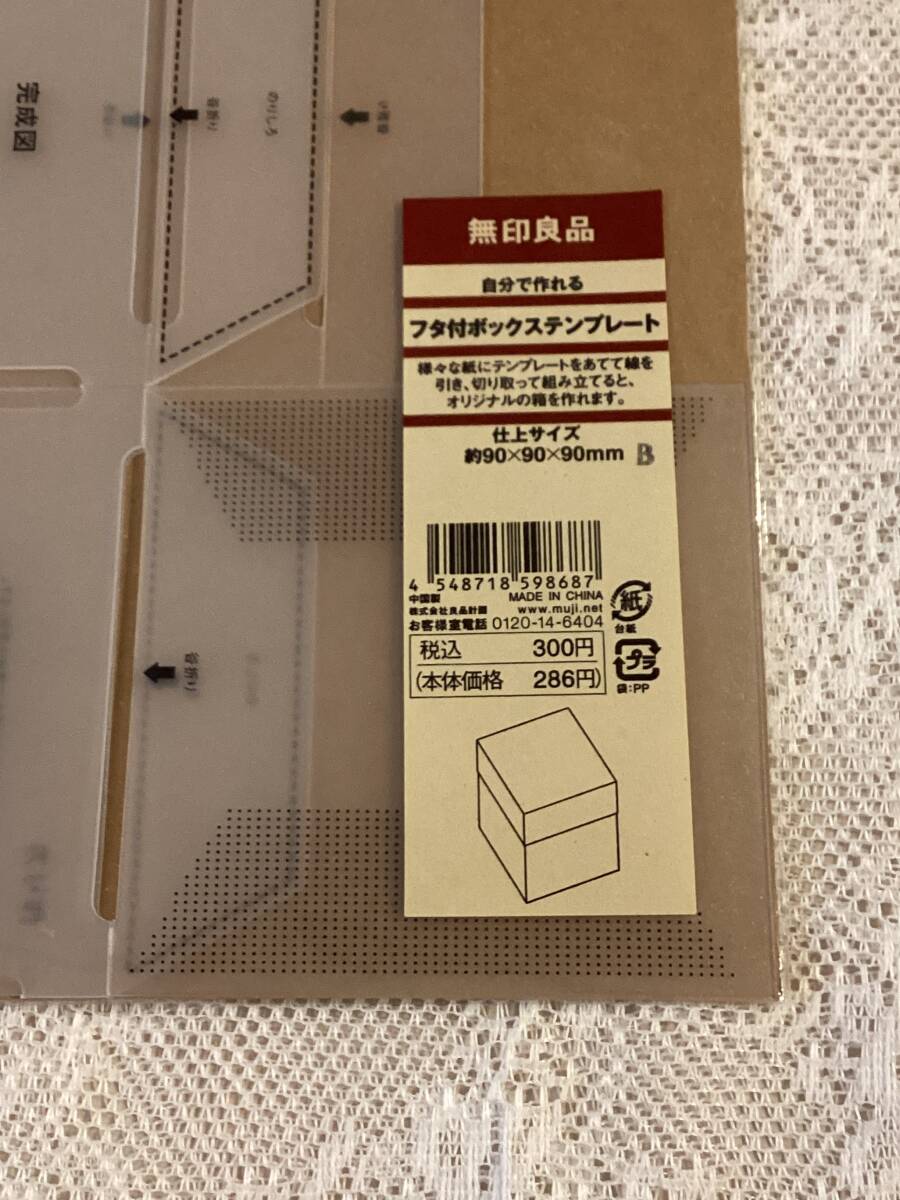 完成図
谷折り
のりしろ
無印良品
自分で作れる
フタ付ボックステンプレート
様々な紙にテンプレートをあてて線を
引き、切り取って組み立てると、
オリジナルの箱を作れます。
仕上サイズ
約90×90×90mm B
4 548718 598687
中国製 MADE IN CHINA
株式会社良品計画 www.muji.net
お客様室電話 0120-14-6404
紙
台紙
税込 300円
(本体価格 286円)
プラ
袋:PP
谷折り